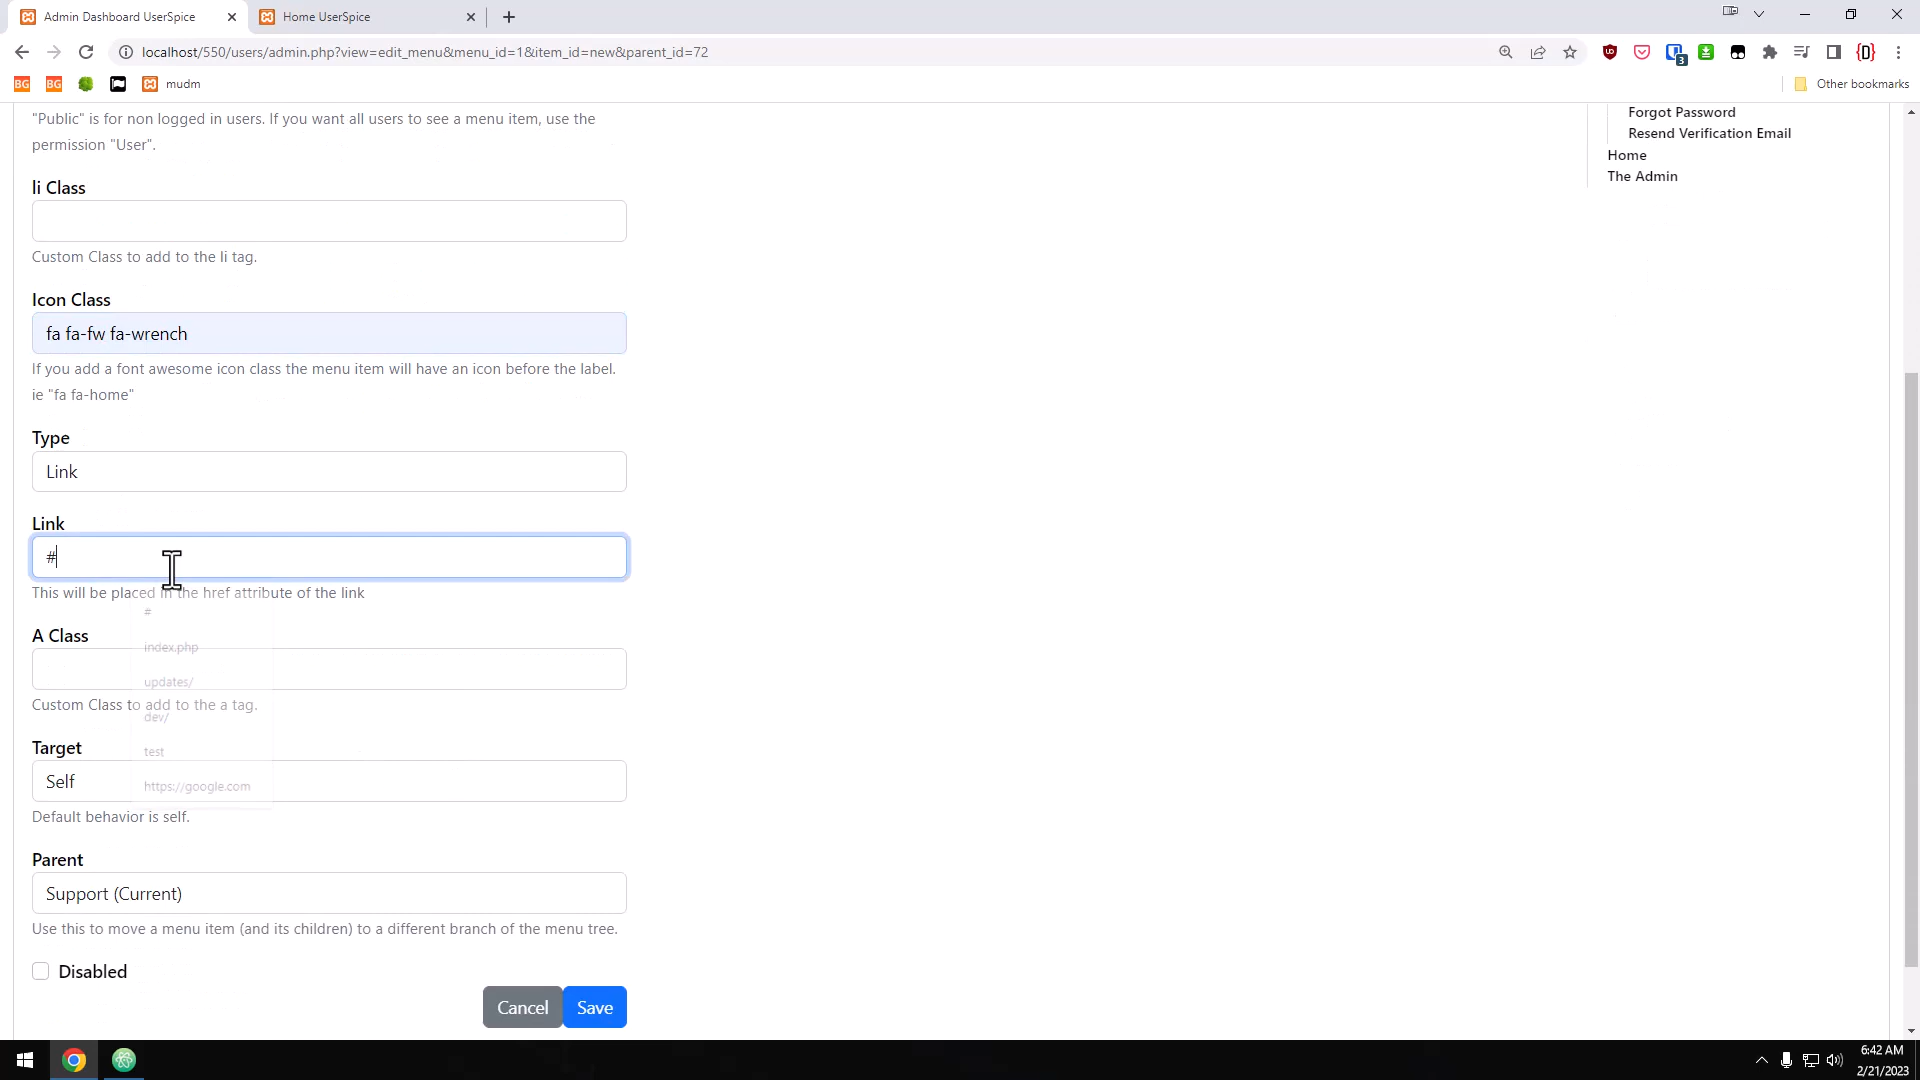 Admin Dashboard UserSpice
Home UserSpice
localhost/550/users/admin.php?view=edit_menu&menu_id=1&item_id=new&parent_id=72
3
{D}
BG
BG
mudm
Other bookmarks
"Public" is for non logged in users. If you want all users to see a menu item, use the
permission "User".
Forgot Password
Resend Verification Email
Home
The Admin
li Class
Custom Class to add to the li tag.
Icon Class
fa fa-fw fa-wrench
If you add a font awesome icon class the menu item will have an icon before the label.
ie "fa fa-home"
Type
Link
Link
#
This will be placed in the href attribute of the link
#
index.php
updates/
dev/
test
https://google.com
A Class
Custom Class to add to the a tag.
Target
Self
Default behavior is self.
Parent
Support (Current)
Use this to move a menu item (and its children) to a different branch of the menu tree.
Disabled
Cancel
Save
6:42 AM
2/21/2023